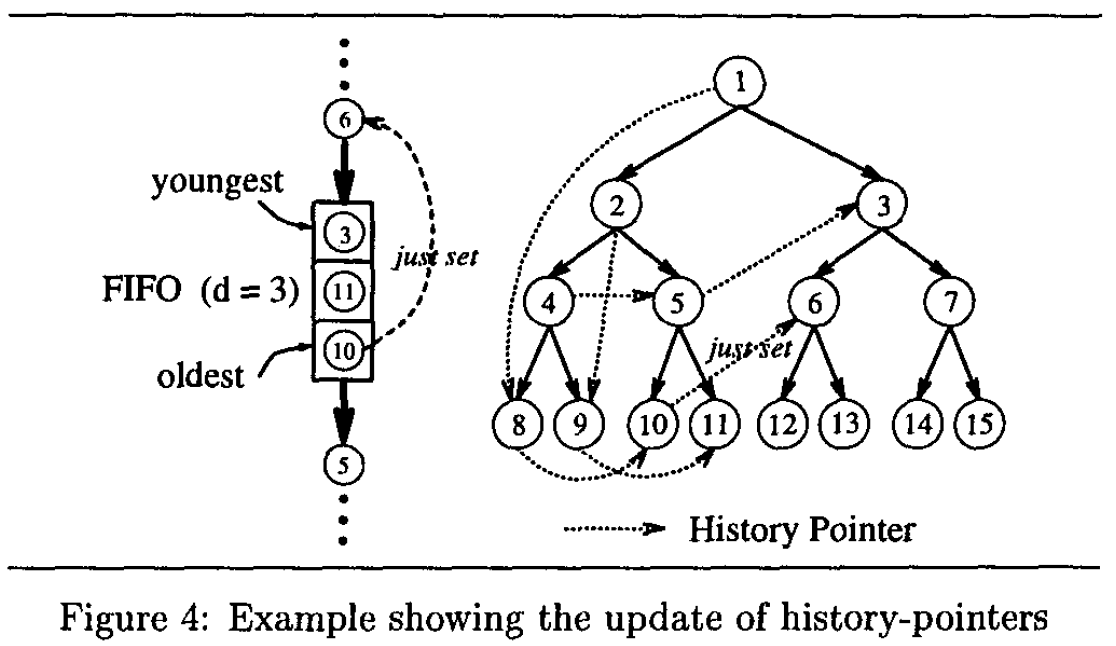 6
youngest
3
just set
FIFO (d = 3)
11
10
oldest
5
1
2
3
4
5
6
7
just set
8
9
10
11
12
13
14
15
History Pointer
Figure 4: Example showing the update of history-pointers